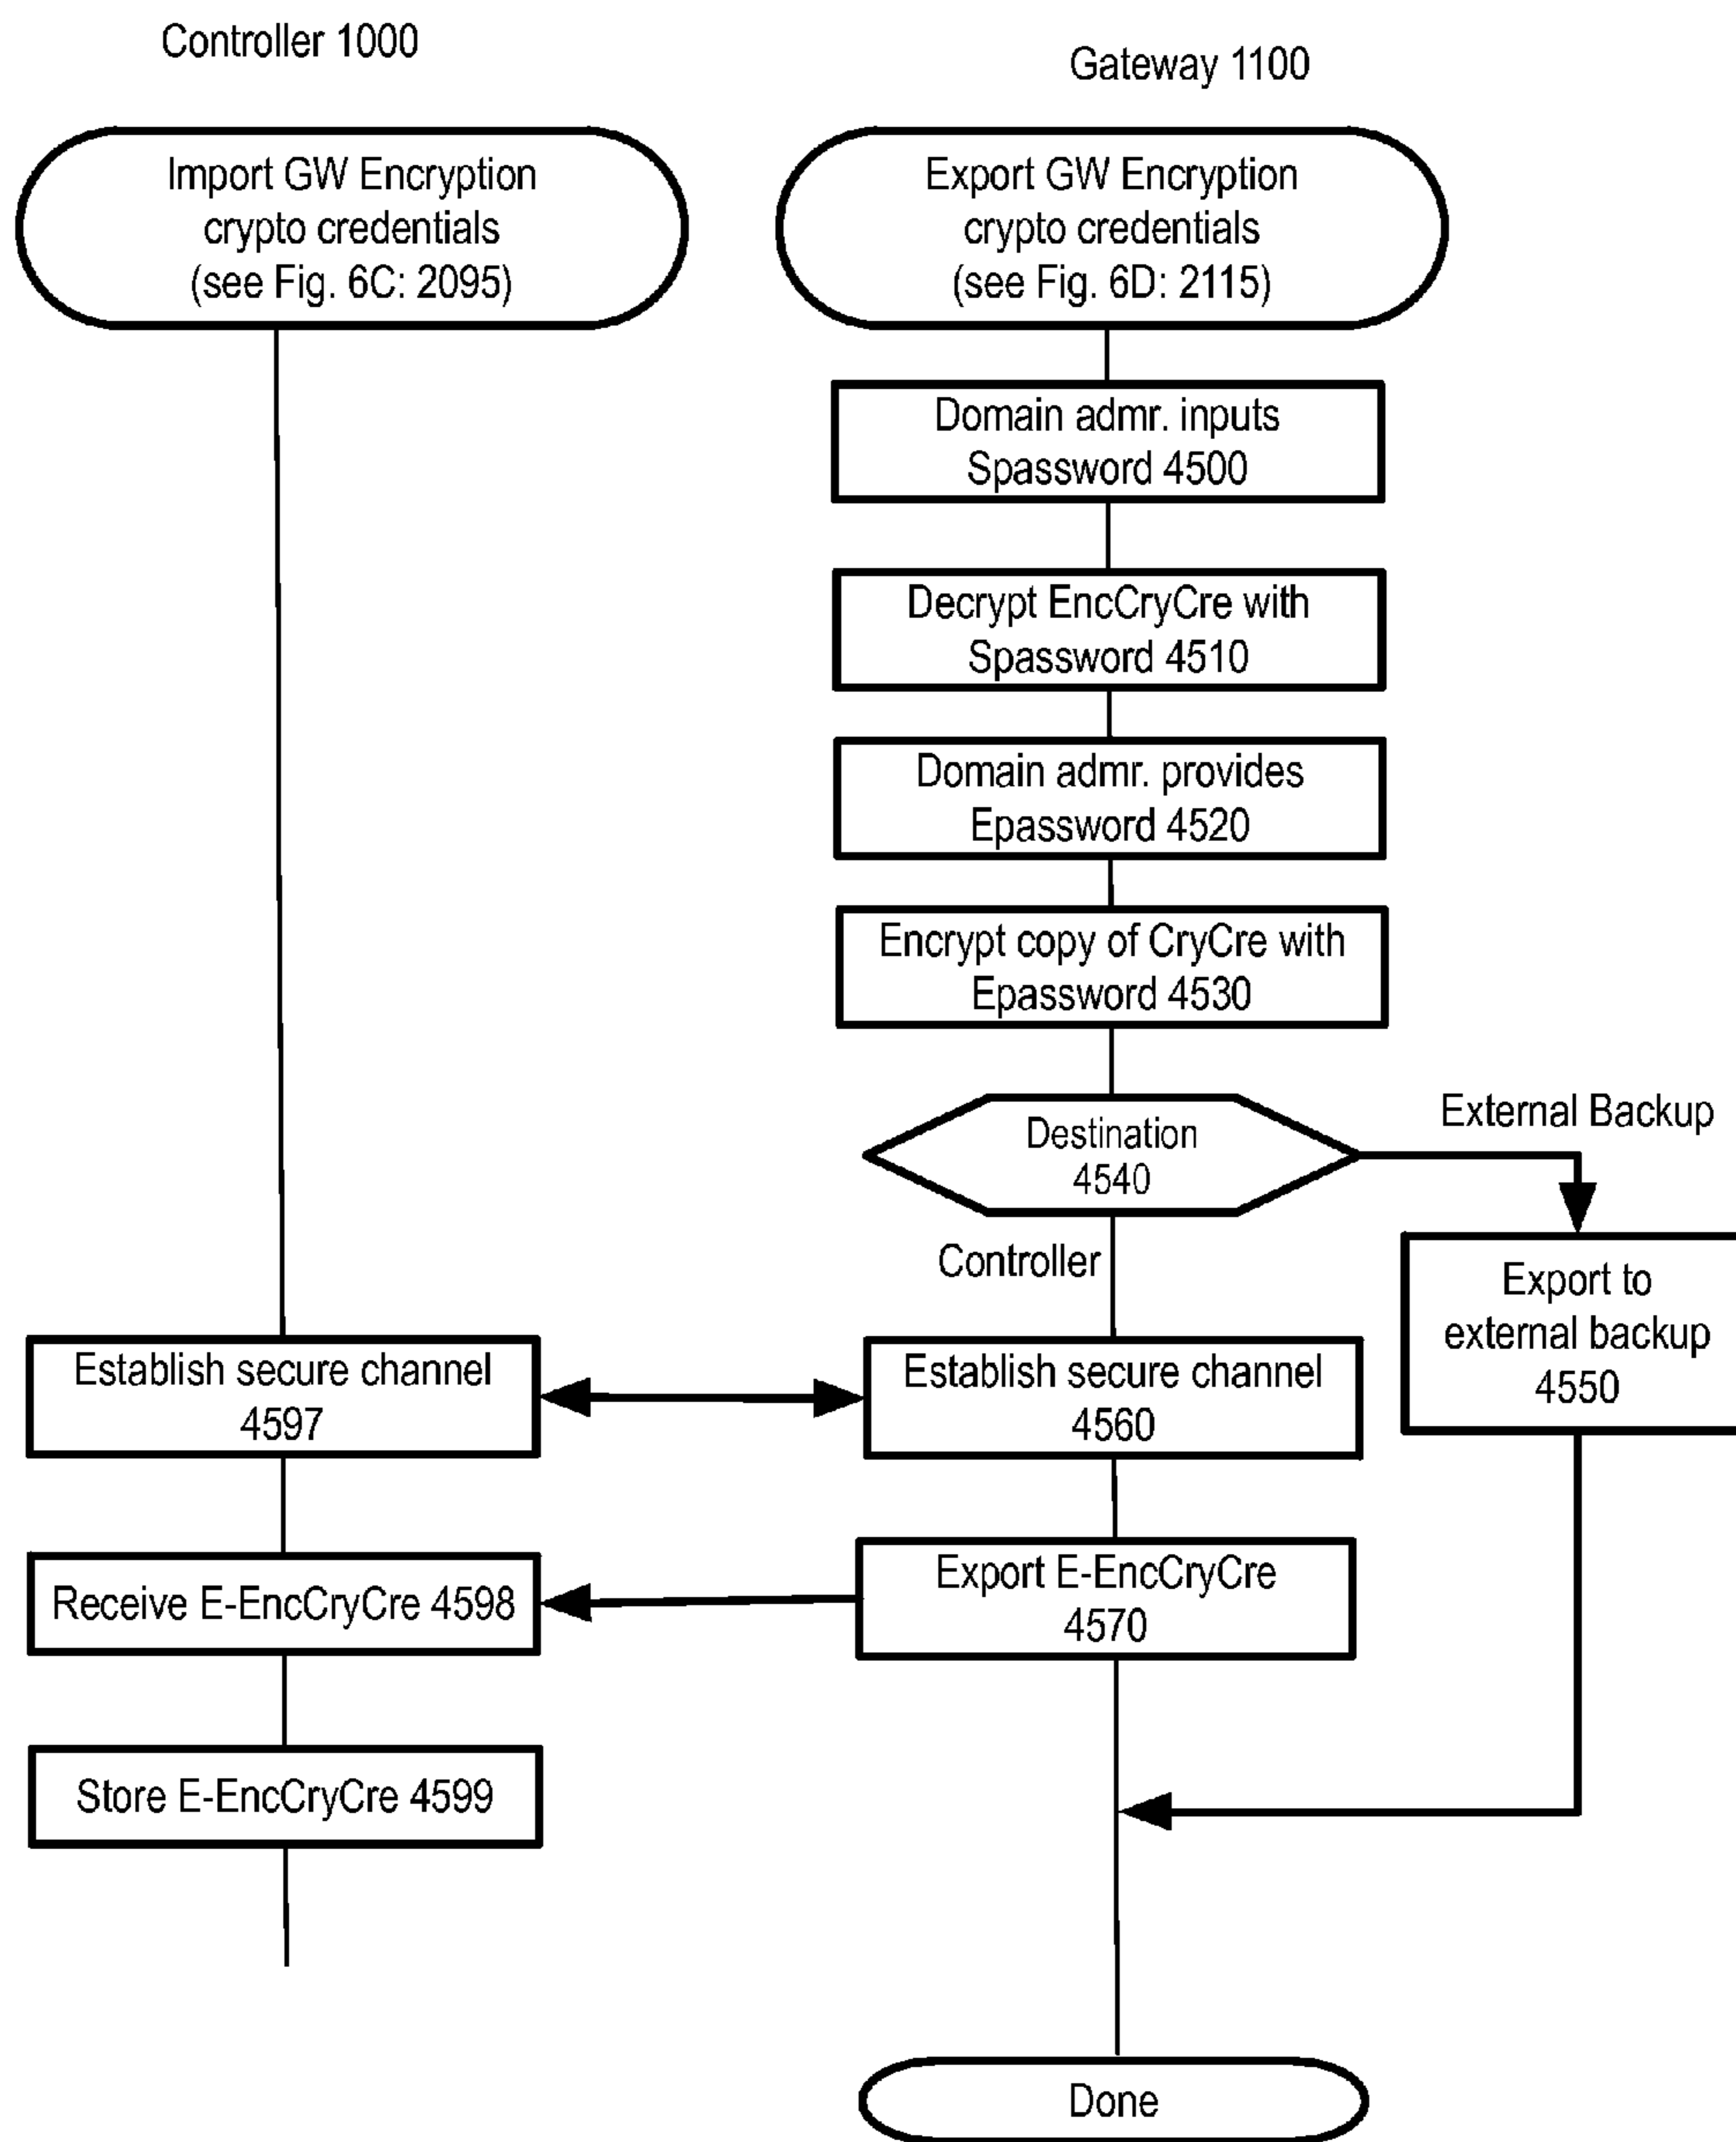 Controller 1000
Gateway 1100
Import GW Encryption
crypto credentials
(see Fig. 6C: 2095)
Export GW Encryption
crypto credentials
(see Fig. 6D: 2115)
Domain admr. inputs
Spassword 4500
Decrypt EncCryCre with
Spassword 4510
Domain admr. provides
Epassword 4520
Encrypt copy of CryCre with
Epassword 4530
Destination
4540
External Backup
Controller
Export to
external backup
4550
Establish secure channel
4597
Establish secure channel
4560
Receive E-EncCryCre 4598
Export E-EncCryCre
4570
Store E-EncCryCre 4599
Done